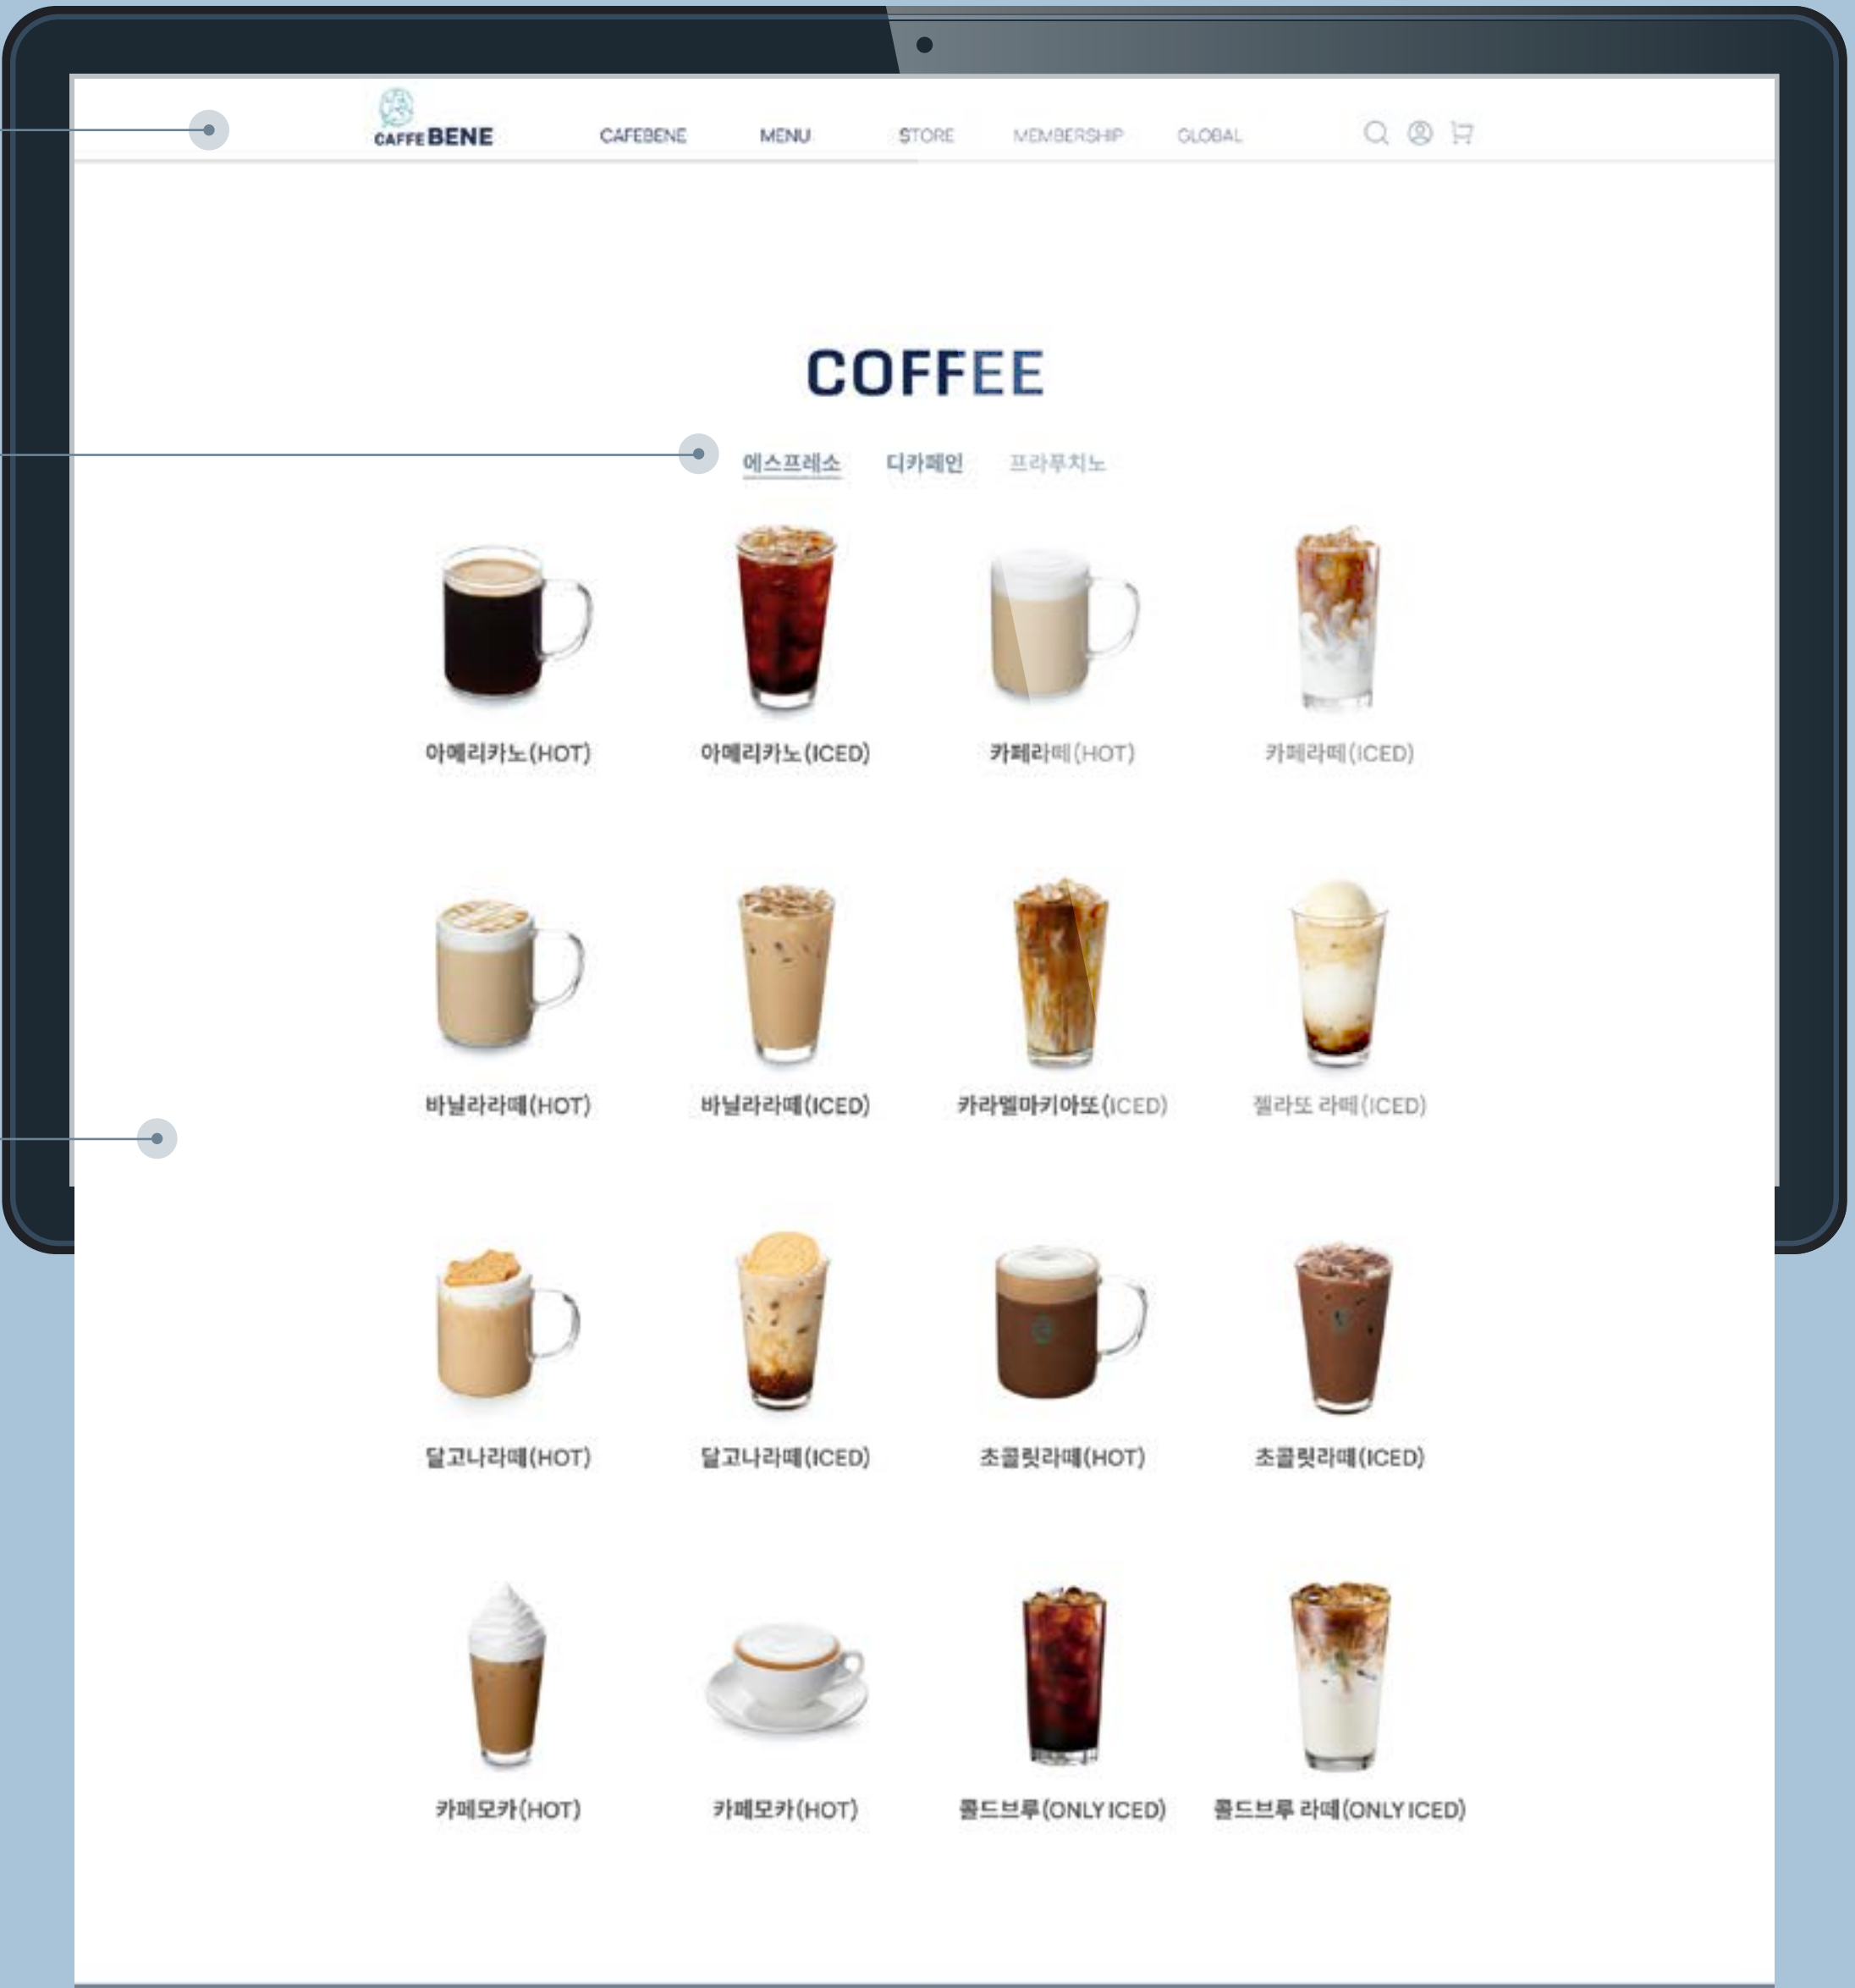 CAFFE BENE
CAFEBENE MENU STORE MEMBERSHIP GLOBAL
COFFEE
에스프레소 디카페인 프라푸치노
아메리카노(HOT) 아메리카노(ICED) 카페라떼(HOT) 카페라떼(ICED)
바닐라라떼(HOT) 바닐라라떼(ICED) 카라멜마키아또(ICED) 젤라또 라떼(ICED)
달고나라떼(HOT) 달고나라떼(ICED) 초콜릿라떼(HOT) 초콜릿라떼(ICED)
카페모카(HOT) 카페모카(HOT) 콜드브루(ONLY ICED) 콜드브루 라떼(ONLY ICED)